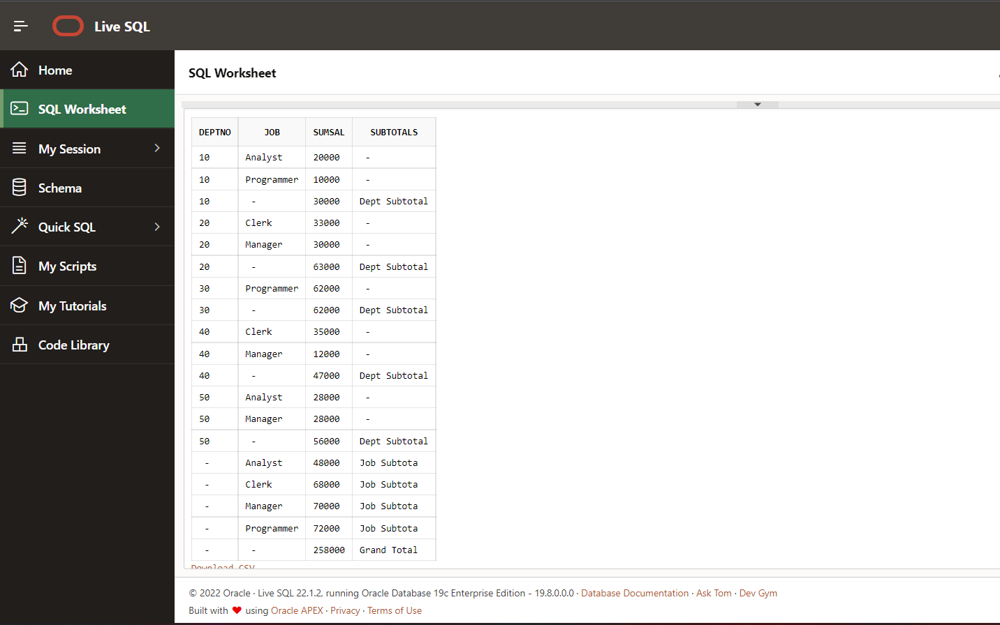 Live SQL
Home
SQL Worksheet
My Session
Schema
Quick SQL
My Scripts
My Tutorials
Code Library
SQL Worksheet
DEPTNO JOB SUMSAL SUBTOTALS
10 Analyst 20000 -
10 Programmer 10000 -
10 - 30000 Dept Subtotal
20 Clerk 33000 -
20 Manager 30000 -
20 - 63000 Dept Subtotal
30 Programmer 62000 -
30 - 62000 Dept Subtotal
40 Clerk 35000 -
40 Manager 12000 -
40 - 47000 Dept Subtotal
50 Analyst 28000 -
50 Manager 28000 -
50 - 56000 Dept Subtotal
- Analyst 48000 Job Subtota
- Clerk 68000 Job Subtota
- Manager 70000 Job Subtota
- Programmer 72000 Job Subtota
- - 258000 Grand Total
Download CSV
© 2022 Oracle · Live SQL 22.1.2, running Oracle Database 19c Enterprise Edition - 19.8.0.0.0 · Database Documentation · Ask Tom · Dev Gym
Built with ❤ using Oracle APEX · Privacy · Terms of Use